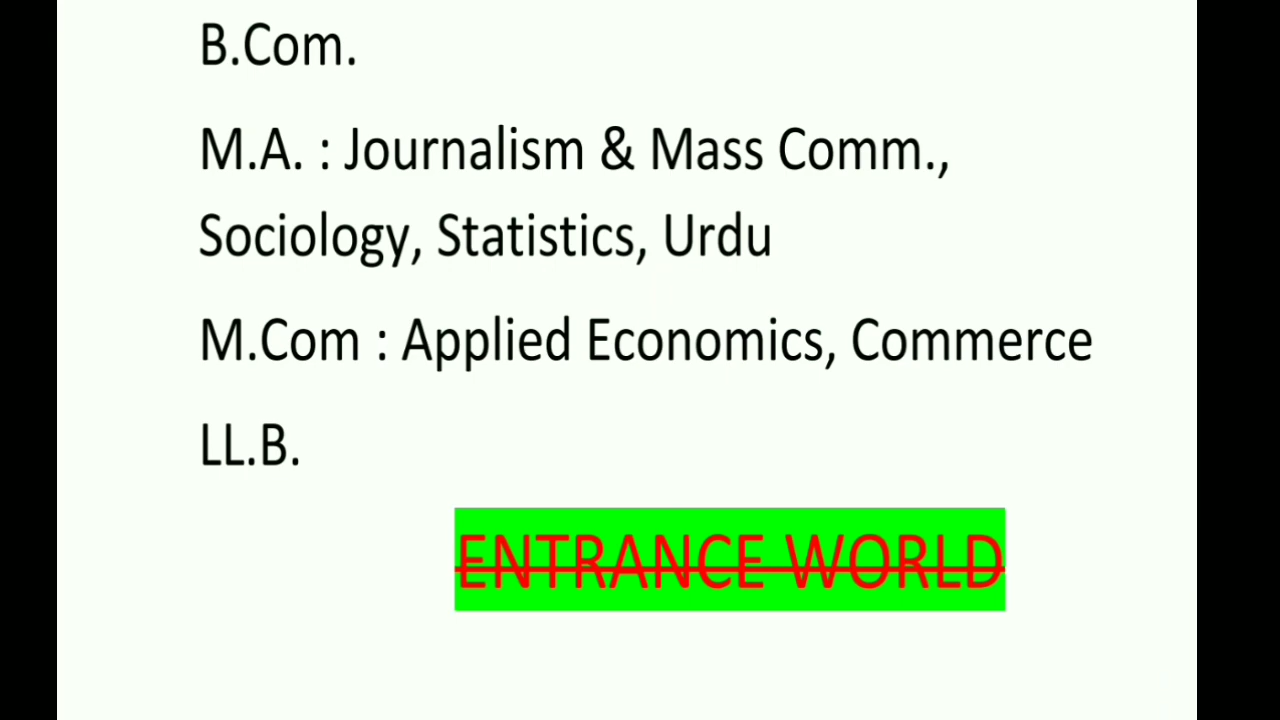 B.Com.
M.A. : Journalism & Mass Comm.,
Sociology, Statistics, Urdu
M.Com : Applied Economics, Commerce
LL.B.
ENTRANCE WORLD